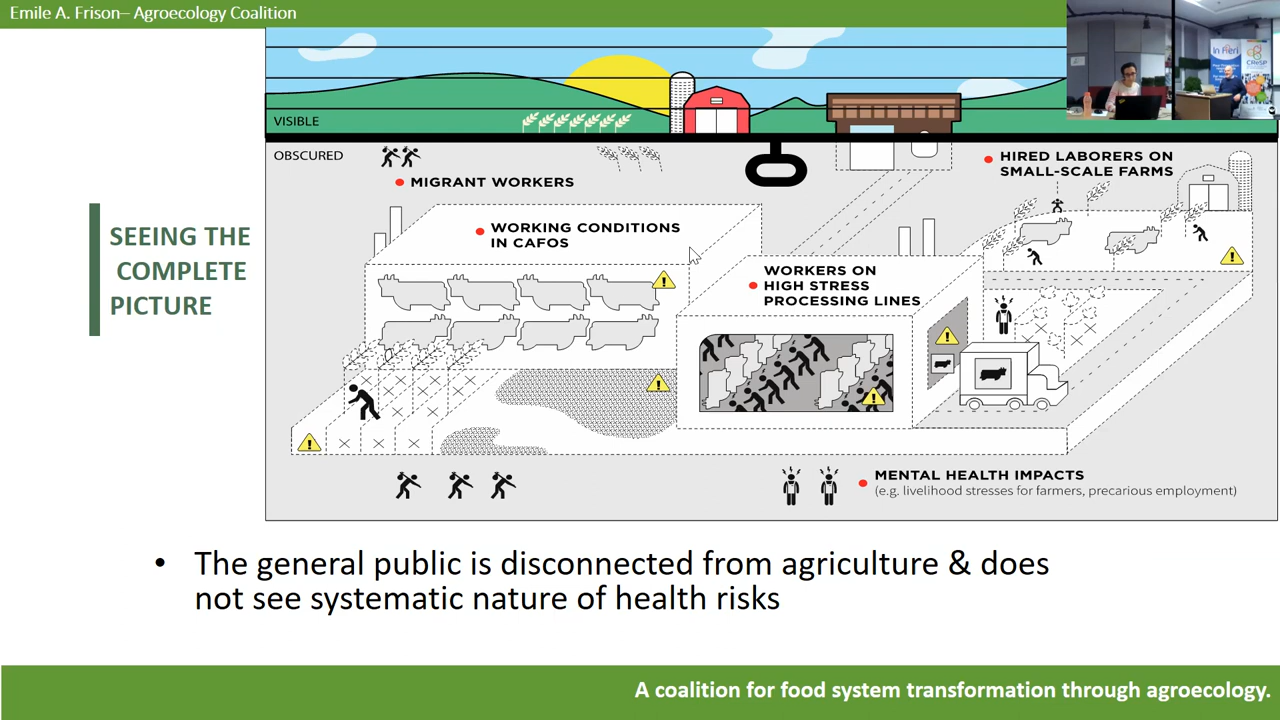 Emile A. Frison– Agroecology Coalition
In Fieri
CRISP
VISIBLE
OBSCURED
MIGRANT WORKERS
HIRED LABORERS ON
SMALL-SCALE FARMS
WORKING CONDITIONS
IN CAFOS
WORKERS ON
HIGH STRESS
PROCESSING LINES
SEEING THE
COMPLETE
PICTURE
MENTAL HEALTH IMPACTS
(e.g. livelihood stresses for farmers, precarious employment)
• The general public is disconnected from agriculture & does
not see systematic nature of health risks
A coalition for food system transformation through agroecology.